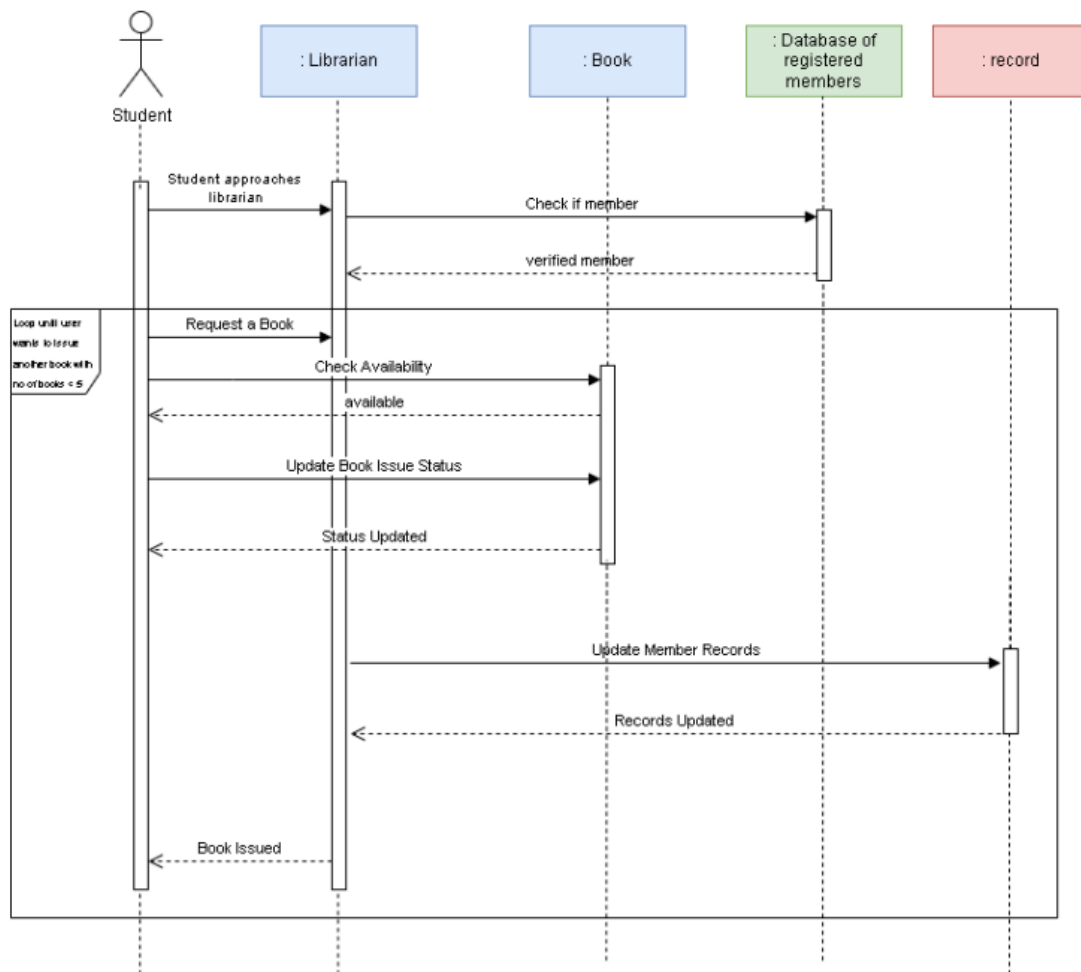 Student
: Librarian
: Book
: Database of
registered
members
: record
Student approaches
librarian
Check if member
verified member
Loop until user
wants to issue
another book with
no of books < 5
Request a Book
Check Availability
available
Update Book Issue Status
Status Updated
Update Member Records
Records Updated
Book Issued